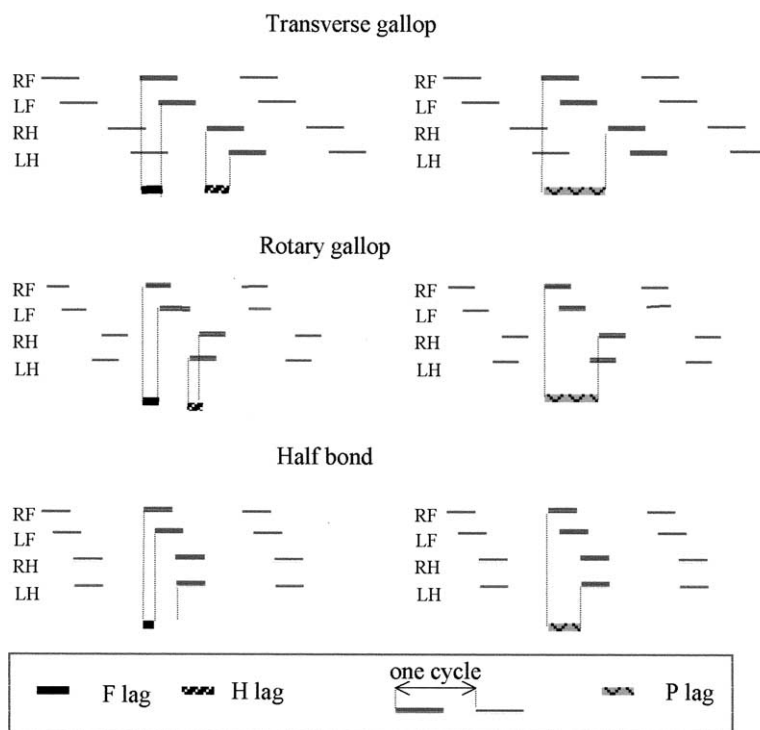 Transverse gallop
RF RF
LF LF
RH RH
LH LH
Rotary gallop
RF RF
LF LF
RH RH
LH LH
Half bond
RF RF
LF LF
RH RH
LH LH
one cycle
F lag H lag P lag